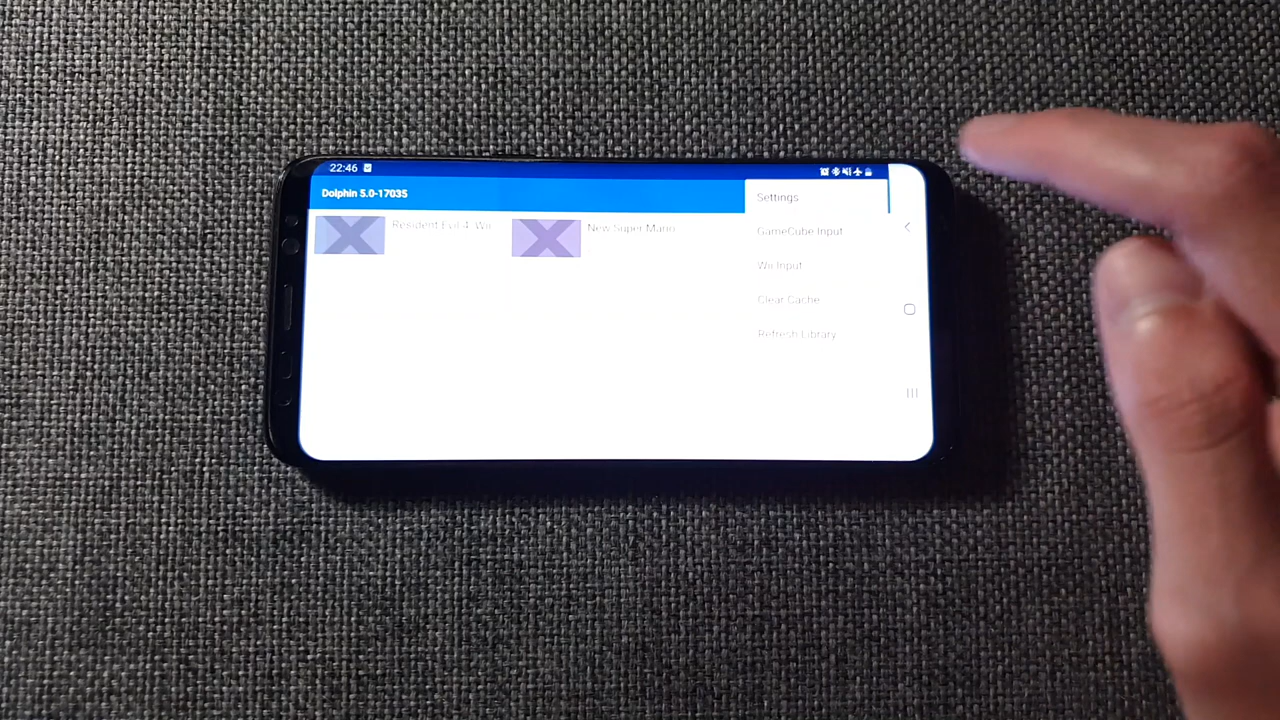 22:46
Dolphin 5.0-17035
Settings
Resident Evil 4: Wii
New Super Mario
GameCube Input
Wii Input
Clear Cache
Refresh Library